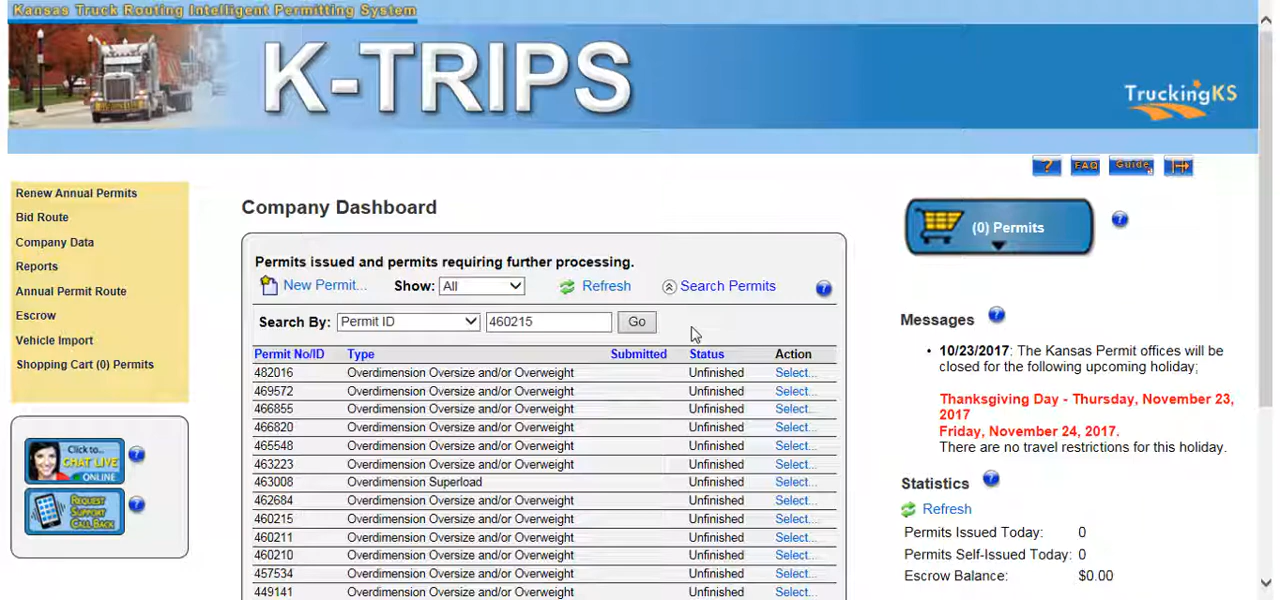 Kansas Truck Routing Intelligent Permitting System
K-TRIPS
TruckingKS
? FAQ Guide
Renew Annual Permits
Bid Route
Company Data
Reports
Annual Permit Route
Escrow
Vehicle Import
Shopping Cart (0) Permits
Click to...
CHAT LIVE
ONLINE
?
REQUEST
SUPPORT
CALL BACK
?
Company Dashboard
Permits issued and permits requiring further processing.
New Permit... Show: All Refresh Search Permits ?
Search By: Permit ID 460215 Go
Permit No/ID Type Submitted Status Action
482016 Overdimension Oversize and/or Overweight Unfinished Select...
469572 Overdimension Oversize and/or Overweight Unfinished Select...
466855 Overdimension Oversize and/or Overweight Unfinished Select...
466820 Overdimension Oversize and/or Overweight Unfinished Select...
465548 Overdimension Oversize and/or Overweight Unfinished Select...
463223 Overdimension Oversize and/or Overweight Unfinished Select...
463008 Overdimension Superload Unfinished Select...
462684 Overdimension Oversize and/or Overweight Unfinished Select...
460215 Overdimension Oversize and/or Overweight Unfinished Select...
460211 Overdimension Oversize and/or Overweight Unfinished Select...
460210 Overdimension Oversize and/or Overweight Unfinished Select...
457534 Overdimension Oversize and/or Overweight Unfinished Select...
449141 Overdimension Oversize and/or Overweight Unfinished Select...
(0) Permits ?
Messages ?
• 10/23/2017: The Kansas Permit offices will be
closed for the following upcoming holiday;
Thanksgiving Day - Thursday, November 23,
2017
Friday, November 24, 2017.
There are no travel restrictions for this holiday.
Statistics ?
Refresh
Permits Issued Today: 0
Permits Self-Issued Today: 0
Escrow Balance: $0.00